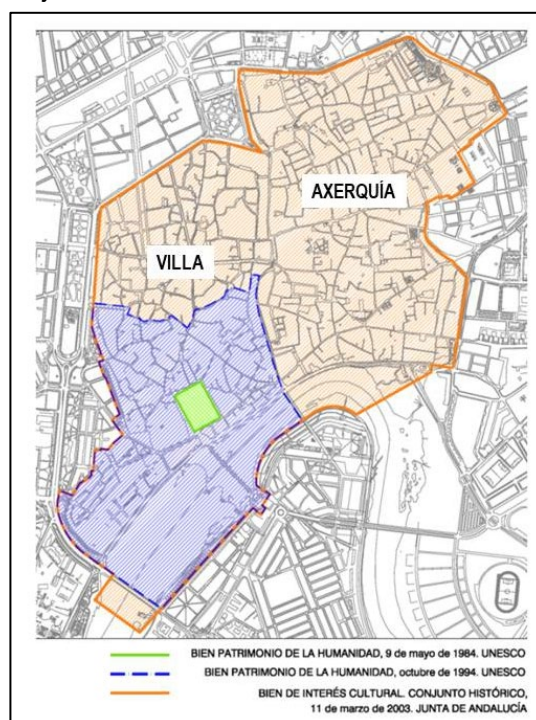 AXERQUÍA
VILLA
BIEN PATRIMONIO DE LA HUMANIDAD, 9 de mayo de 1984. UNESCO
BIEN PATRIMONIO DE LA HUMANIDAD, octubre de 1994. UNESCO
BIEN DE INTERÉS CULTURAL. CONJUNTO HISTÓRICO,
11 de marzo de 2003. JUNTA DE ANDALUCÍA